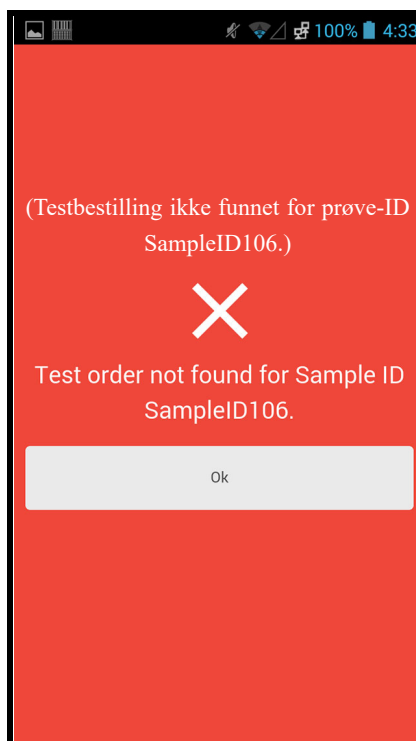 100% 4:33
(Testbestilling ikke funnet for prøve-ID
SampleID106.)
Test order not found for Sample ID
SampleID106.
Ok